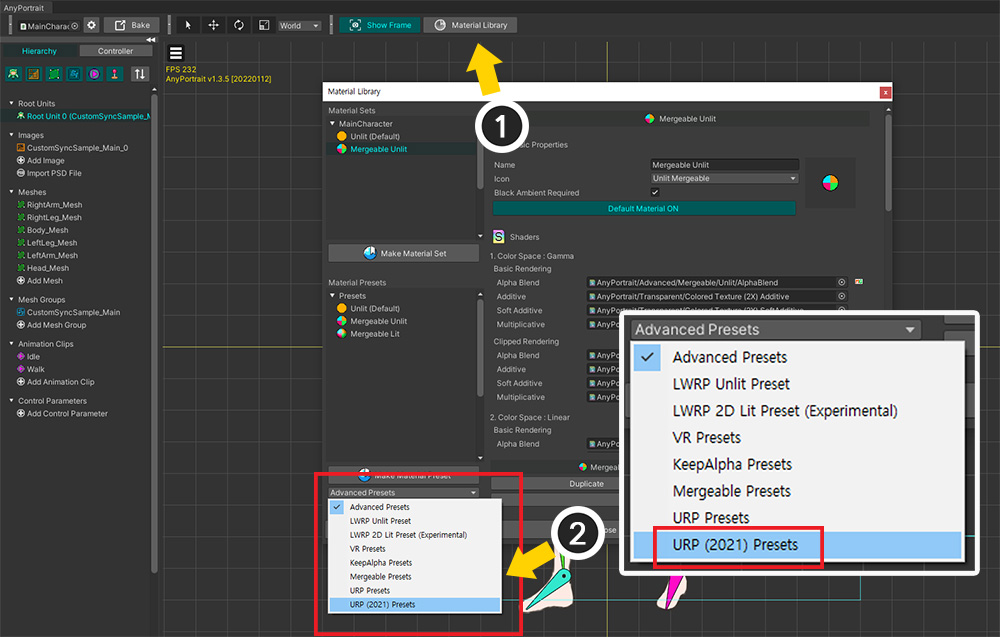 AnyPortrait
MainCharac
Bake
World
Show Frame
Material Library
Hierarchy
Controller
FPS 232
AnyPortrait v1.3.5 [20220112]
Root Units
Root Unit 0 (CustomSyncSample_M
Images
CustomSyncSample_Main_0
Add Image
Import PSD File
Meshes
RightArm_Mesh
RightLeg_Mesh
Body_Mesh
LeftLeg_Mesh
LeftArm_Mesh
Head_Mesh
Add Mesh
Mesh Groups
CustomSyncSample_Main
Add Mesh Group
Animation Clips
Idle
Walk
Add Animation Clip
Control Parameters
Add Control Parameter
1
Material Library
x
Material Sets
MainCharacter
Unlit (Default)
Mergeable Unlit
Make Material Set
Material Presets
Presets
Unlit (Default)
Mergeable Unlit
Mergeable Lit
Make Material Preset
Advanced Presets
Advanced Presets
LWRP Unlit Preset
LWRP 2D Lit Preset (Experimental)
VR Presets
KeepAlpha Presets
Mergeable Presets
URP Presets
URP (2021) Presets
Mergeable Unlit
Properties
Name
Mergeable Unlit
Icon
Unlit Mergeable
Black Ambient Required
Default Material ON
S
Shaders
1. Color Space : Gamma
Basic Rendering
Alpha Blend
AnyPortrait/Advanced/Mergeable/Unlit/AlphaBlend
Additive
AnyPortrait/Transparent/Colored Texture (2X) Additive
Soft Additive
AnyPortrait/Transparent/Colored Texture (2X) SoftAdditive
Multiplicative
AnyPo
Clipped Rendering
Alpha Blend
AnyPo
Additive
AnyPo
Soft Additive
AnyPo
Multiplicative
AnyPo
2. Color Space : Linear
Basic Rendering
Alpha Blend
AnyPo
Mergea
Duplicate
ose
2
Advanced Presets
Advanced Presets
LWRP Unlit Preset
LWRP 2D Lit Preset (Experimental)
VR Presets
KeepAlpha Presets
Mergeable Presets
URP Presets
URP (2021) Presets